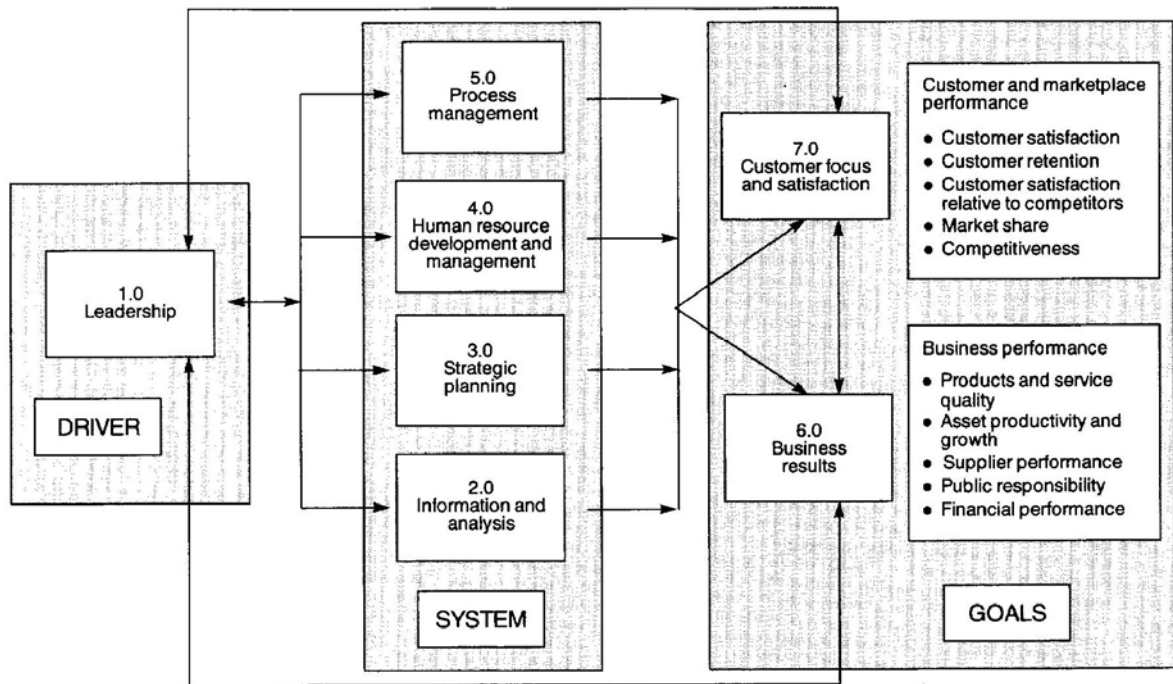 1.0
Leadership
DRIVER
5.0
Process
management
4.0
Human resource
development and
management
3.0
Strategic
planning
2.0
Information and
analysis
SYSTEM
7.0
Customer focus
and satisfaction
6.0
Business
results
Customer and marketplace
performance
● Customer satisfaction
● Customer retention
● Customer satisfaction
relative to competitors
● Market share
● Competitiveness
Business performance
● Products and service
quality
● Asset productivity and
growth
● Supplier performance
● Public responsibility
● Financial performance
GOALS